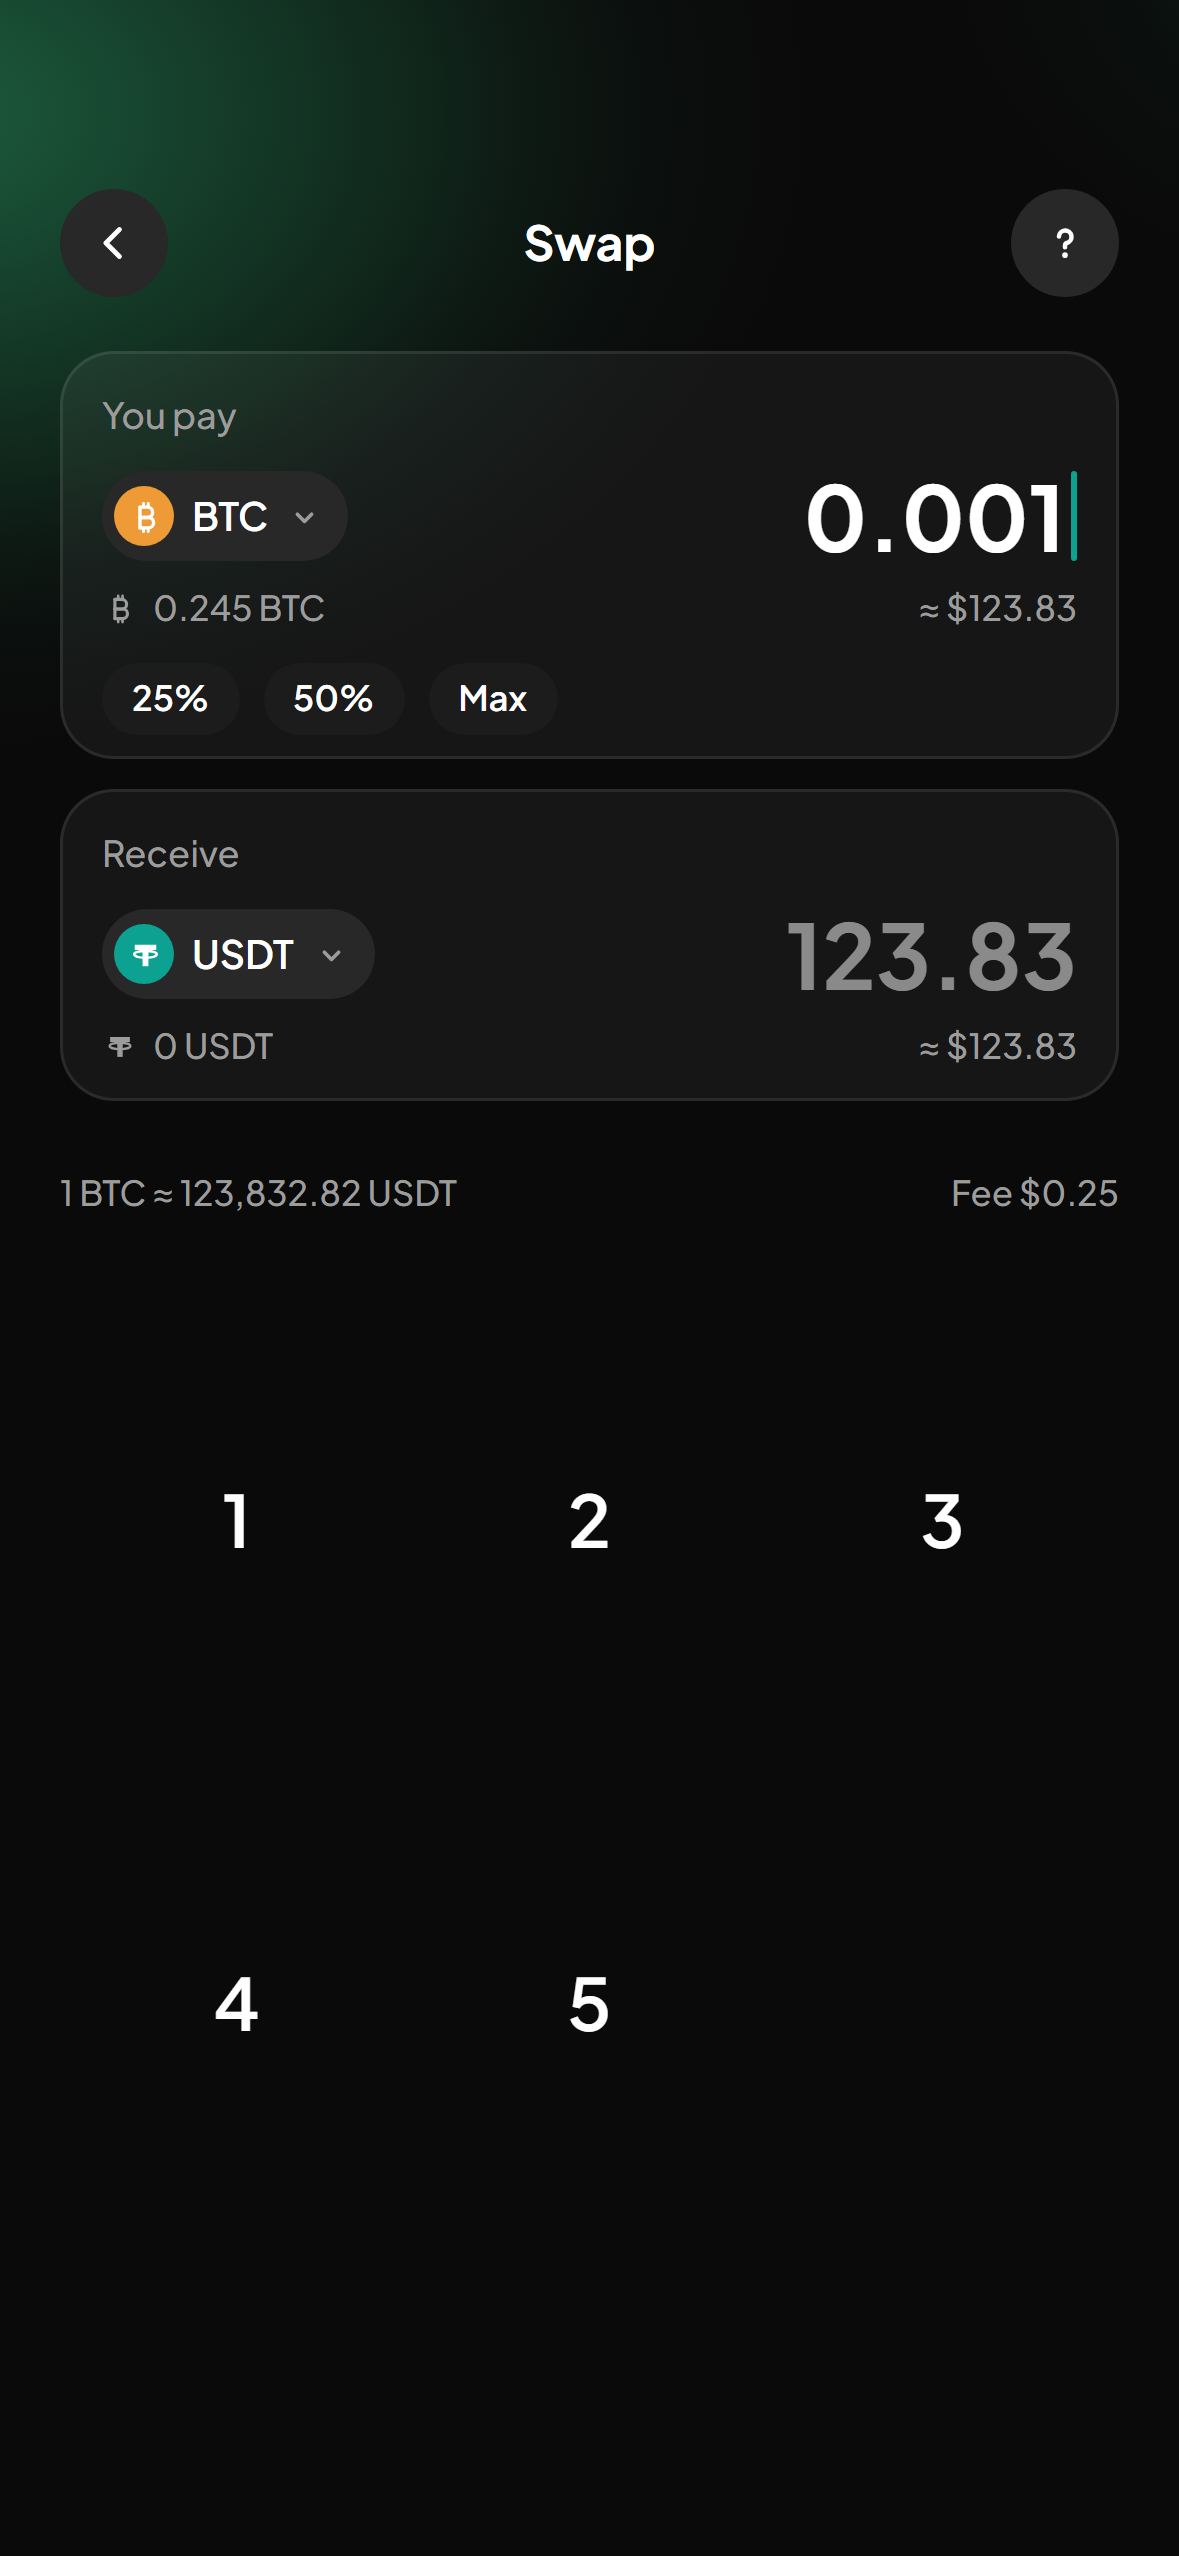 Swap
?
You pay
BTC
0.001
0.245 BTC
≈ $123.83
25% 50% Max
Receive
USDT
123.83
0 USDT
≈ $123.83
1 BTC ≈ 123,832.82 USDT
Fee $0.25
1 2 3
4 5